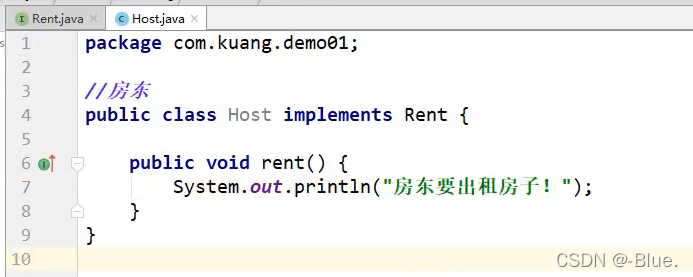 Rent.java × Host.java ×
1 package com.kuang.demo01;
2
3 //房东
4 public class Host implements Rent {
5
6 public void rent() {
7 System.out.println("房东要出租房子！");
8 }
9 }
10
CSDN @-Blue.